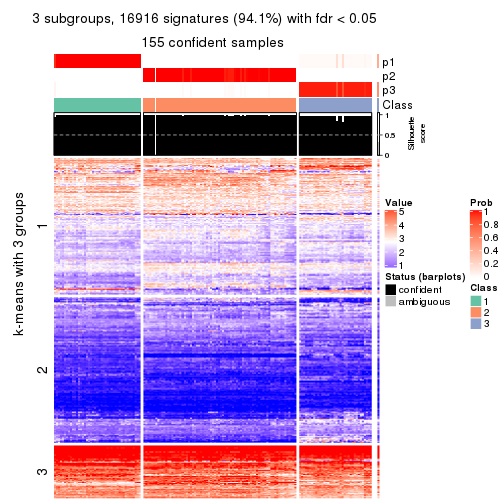 3 subgroups, 16916 signatures (94.1%) with fdr < 0.05
155 confident samples
p1
p2
p3
Class
1
0.5
0
Silhouette
score
k-means with 3 groups
1
2
3
Value
5
4
3
2
1
Status (barplots)
confident
ambiguous
Prob
1
0.8
0.6
0.4
0.2
0
Class
1
2
3